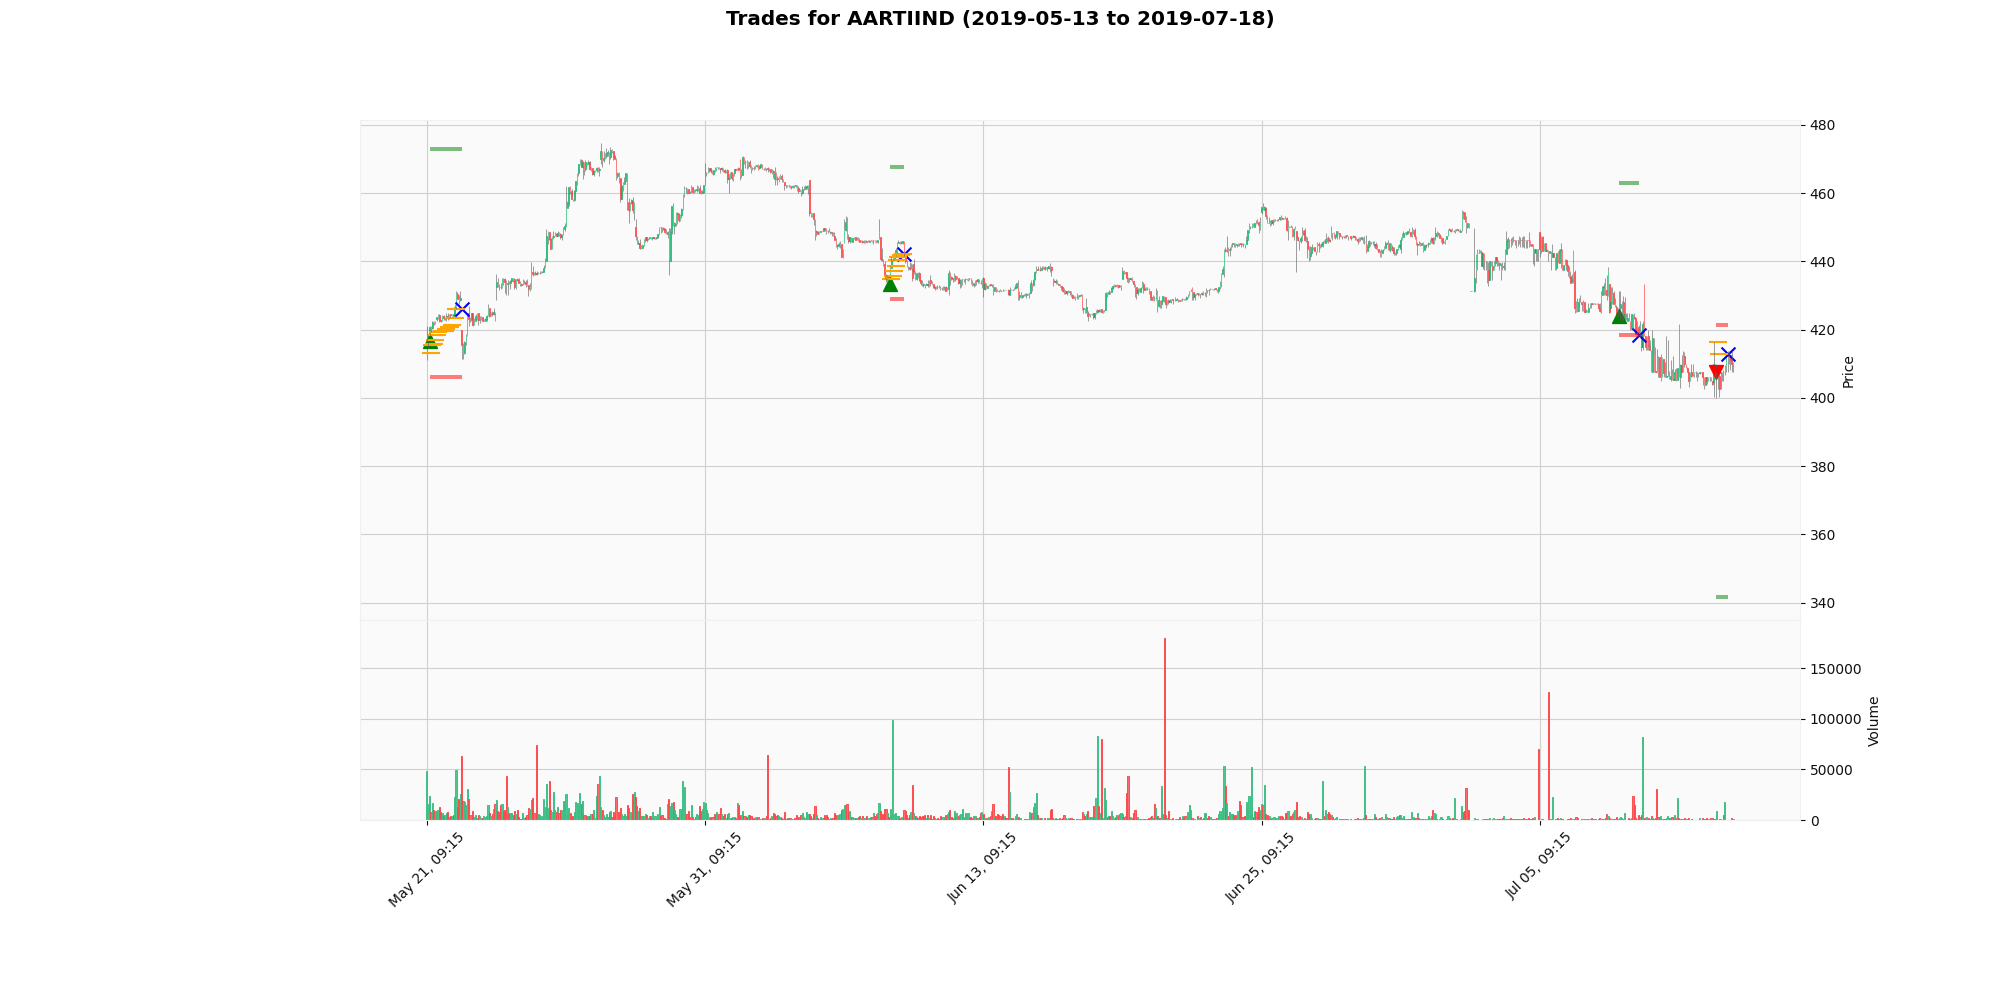 Trades for AARTIIND (2019-05-13 to 2019-07-18)
480
460
440
420
400
380
360
340
Price
150000
100000
50000
0
Volume
May 21, 09:15
May 31, 09:15
Jun 13, 09:15
Jun 25, 09:15
Jul 05, 09:15